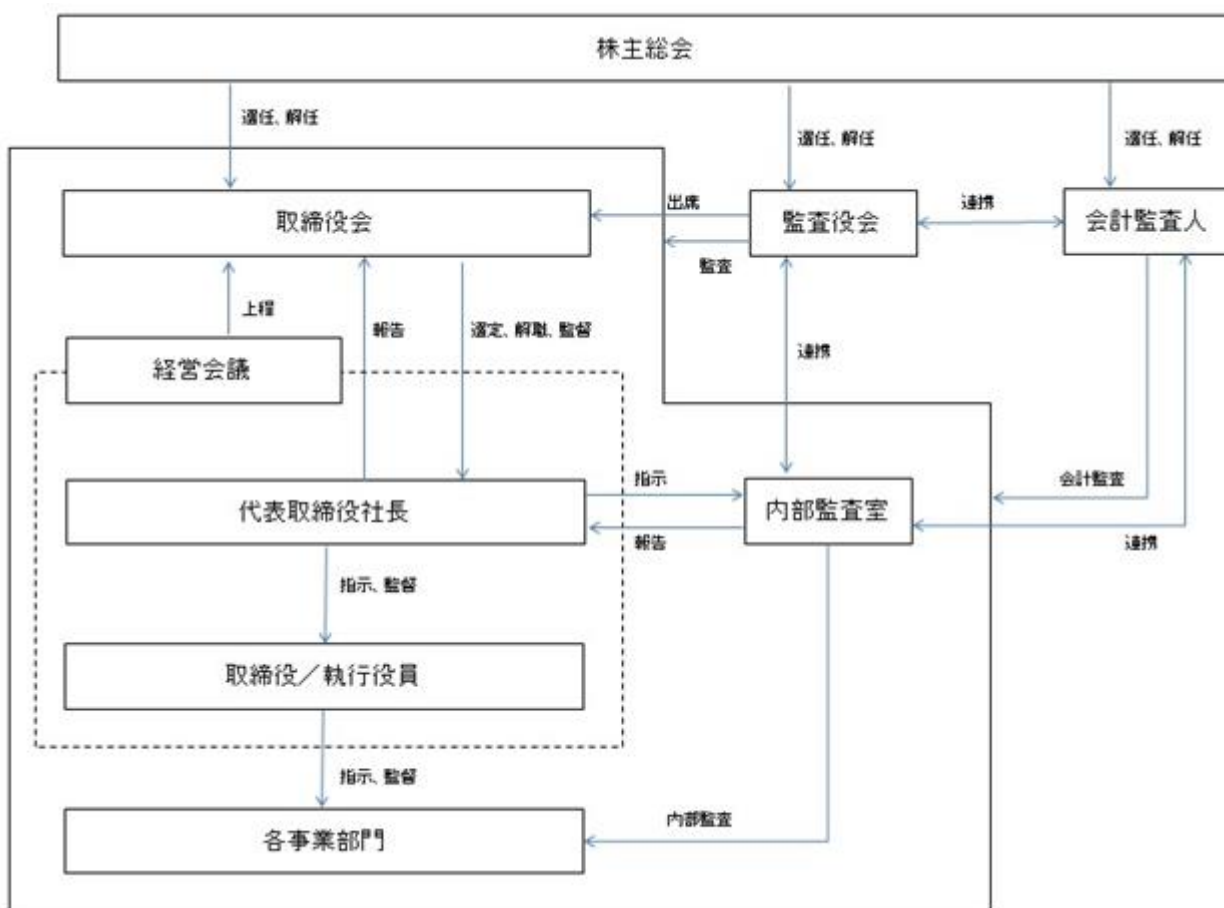 株主総会
選任、解任
選任、解任
選任、解任
取締役会
出席
監査役会
連携
会計監査人
監査
上程
報告
選定、解職、監督
連携
経営会議
代表取締役社長
指示
報告
内部監査室
会計監査
連携
指示、監督
取締役／執行役員
指示、監督
各事業部門
内部監査